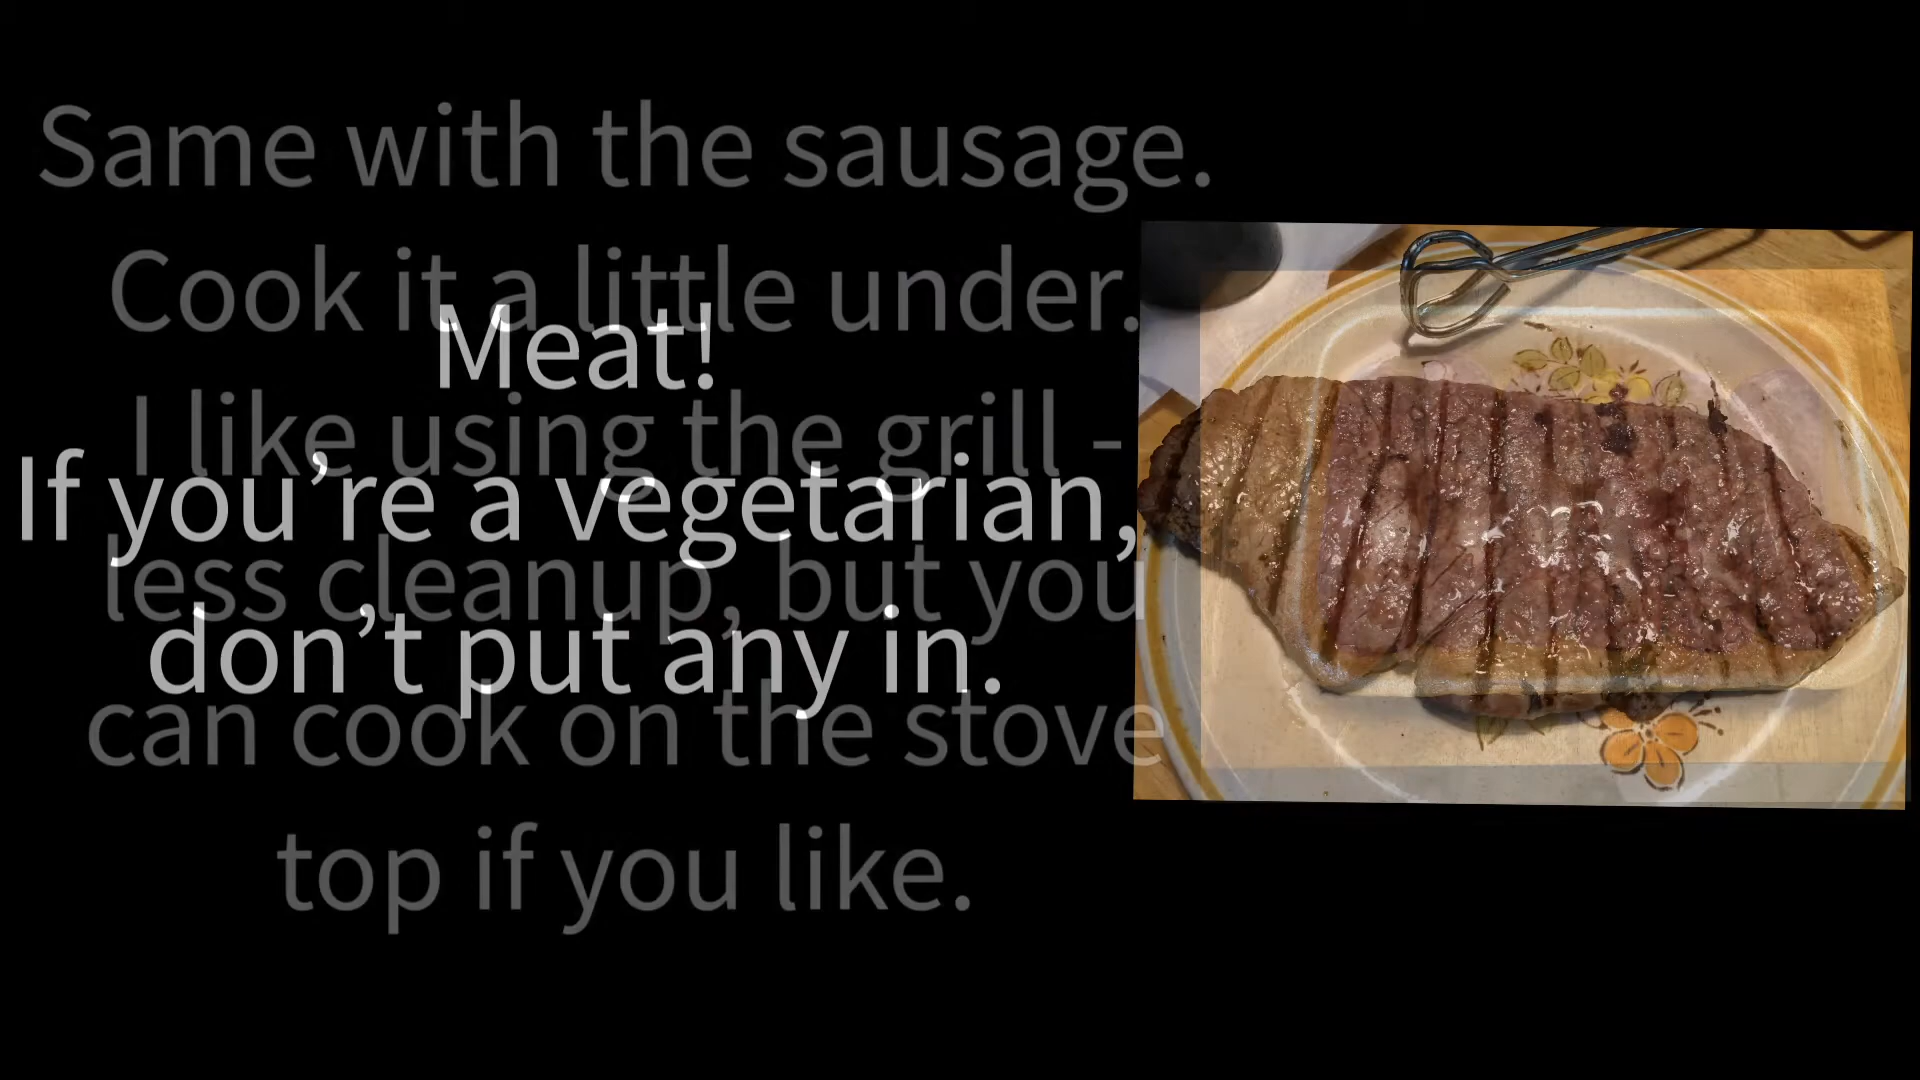 Same with the sausage.
Cook it a little under.
I like using the grill -
less cleanup, but you
can cook on the stove
top if you like.
Meat!
If you’re a vegetarian,
don’t put any in.